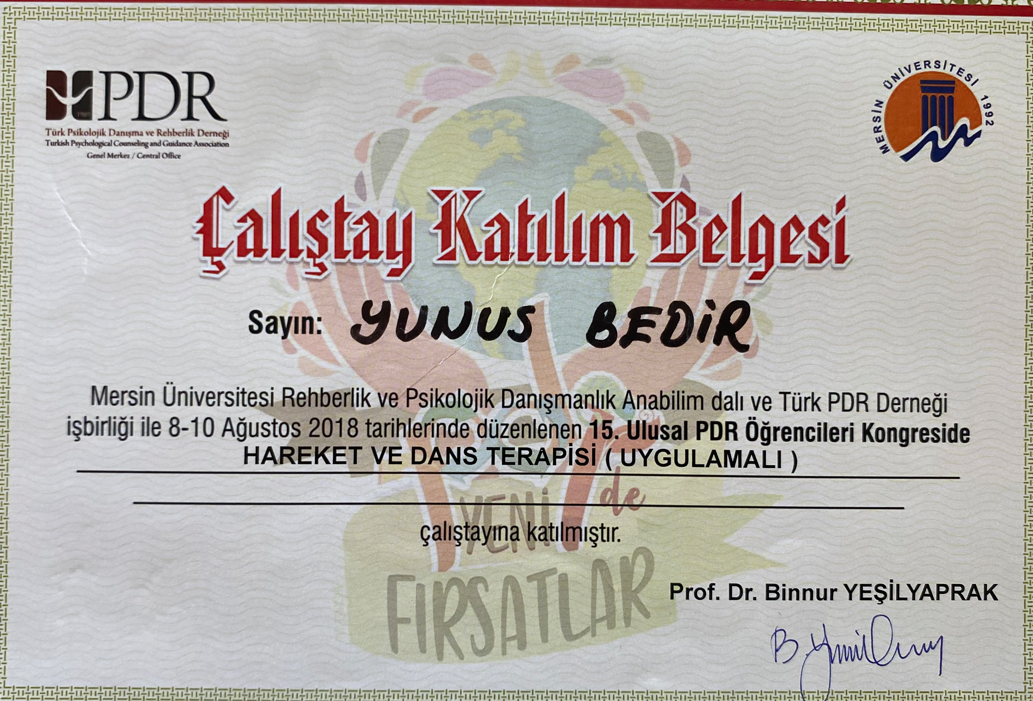 PDR
Türk Psikolojik Danışma ve Rehberlik Derneği
Turkish Psychological Counseling and Guidance Association
Genel Merkez / Central Office
MERSİN ÜNİVERSİTESİ 1992
Çalıştay Katılım Belgesi
Sayın: YUNUS BEDİR
Mersin Üniversitesi Rehberlik ve Psikolojik Danışmanlık Anabilim dalı ve Türk PDR Derneği
işbirliği ile 8-10 Ağustos 2018 tarihlerinde düzenlenen 15. Ulusal PDR Öğrencileri Kongreside
HAREKET VE DANS TERAPİSİ ( UYGULAMALI )
YENİ de
çalıştayına katılmıştır.
FIRSATLAR
Prof. Dr. Binnur YEŞİLYAPRAK